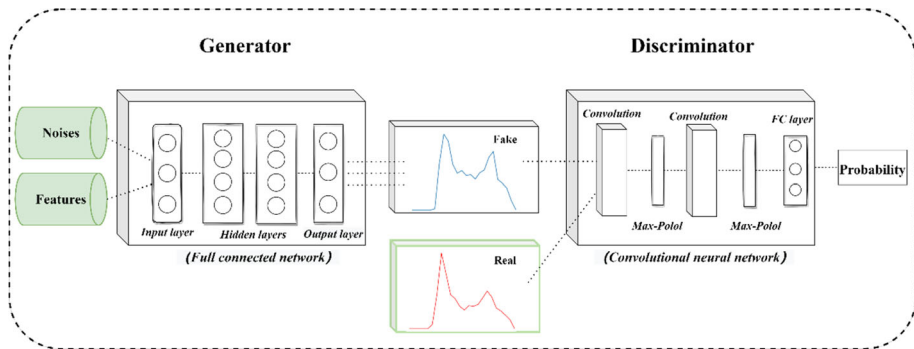 Generator
Discriminator
Noises
Features
Input layer
Hidden layers
Output layer
(Full connected network)
Fake
Real
Convolution
Max-Polol
Convolution
Max-Polol
FC layer
(Convolutional neural network)
Probability